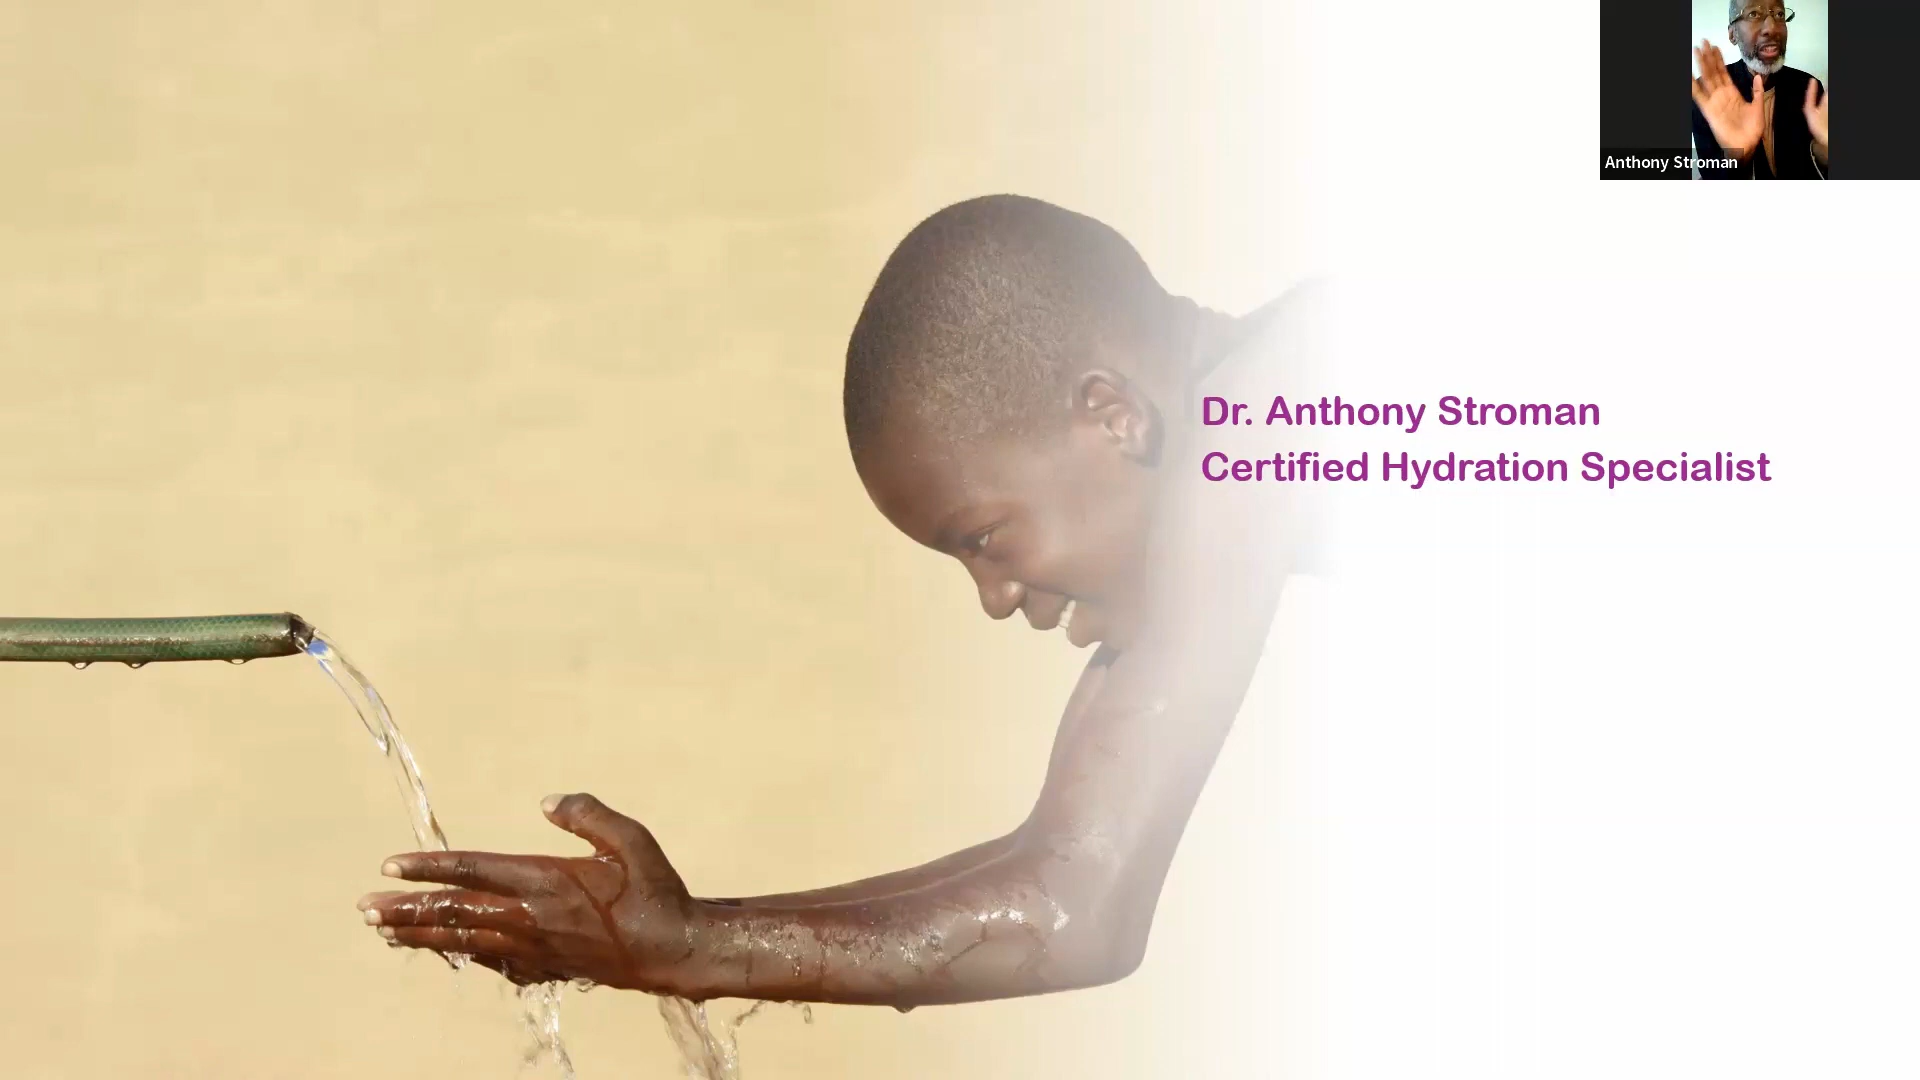 Anthony Stroman
Dr. Anthony Stroman
Certified Hydration Specialist